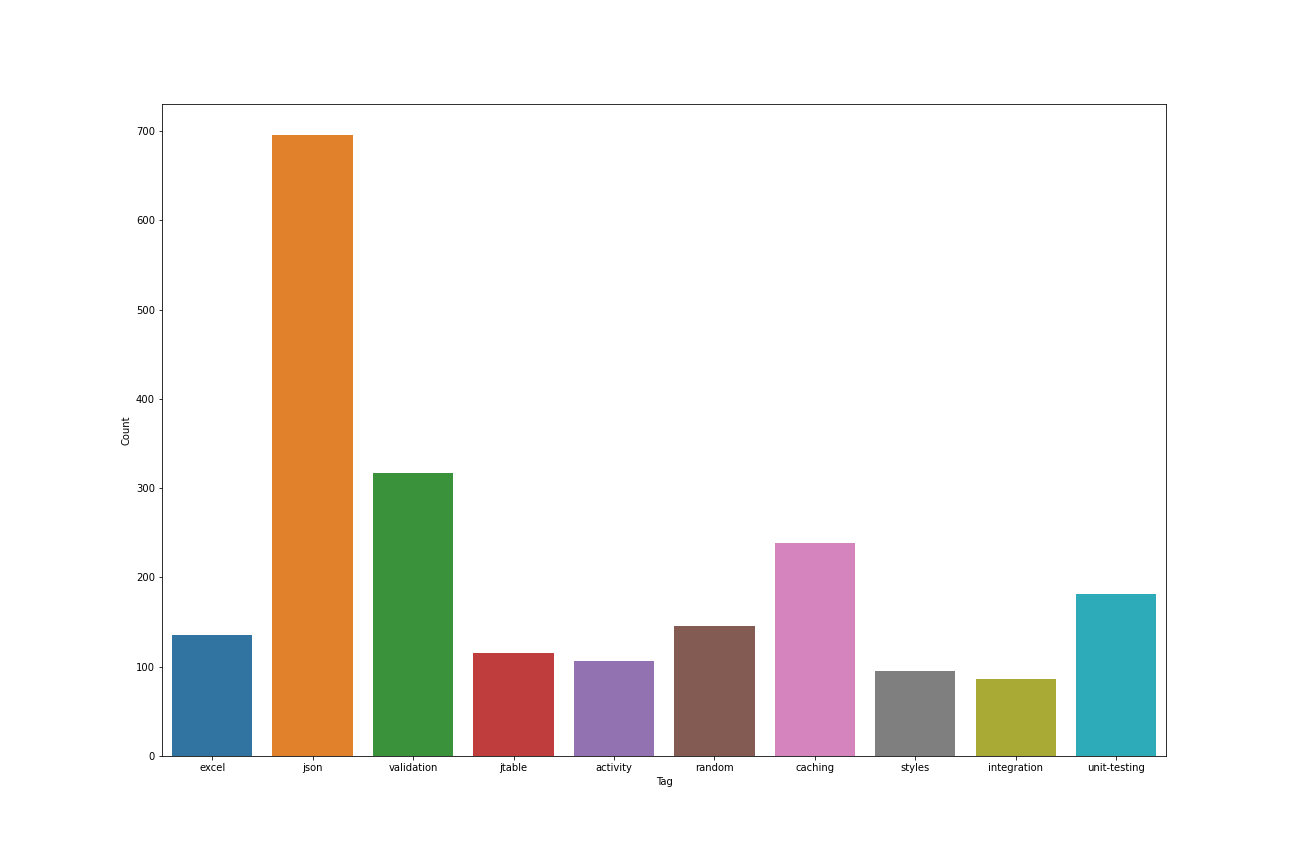 700
600
500
400
300
200
100
0
Count
excel json validation jtable activity random caching styles integration unit-testing
Tag